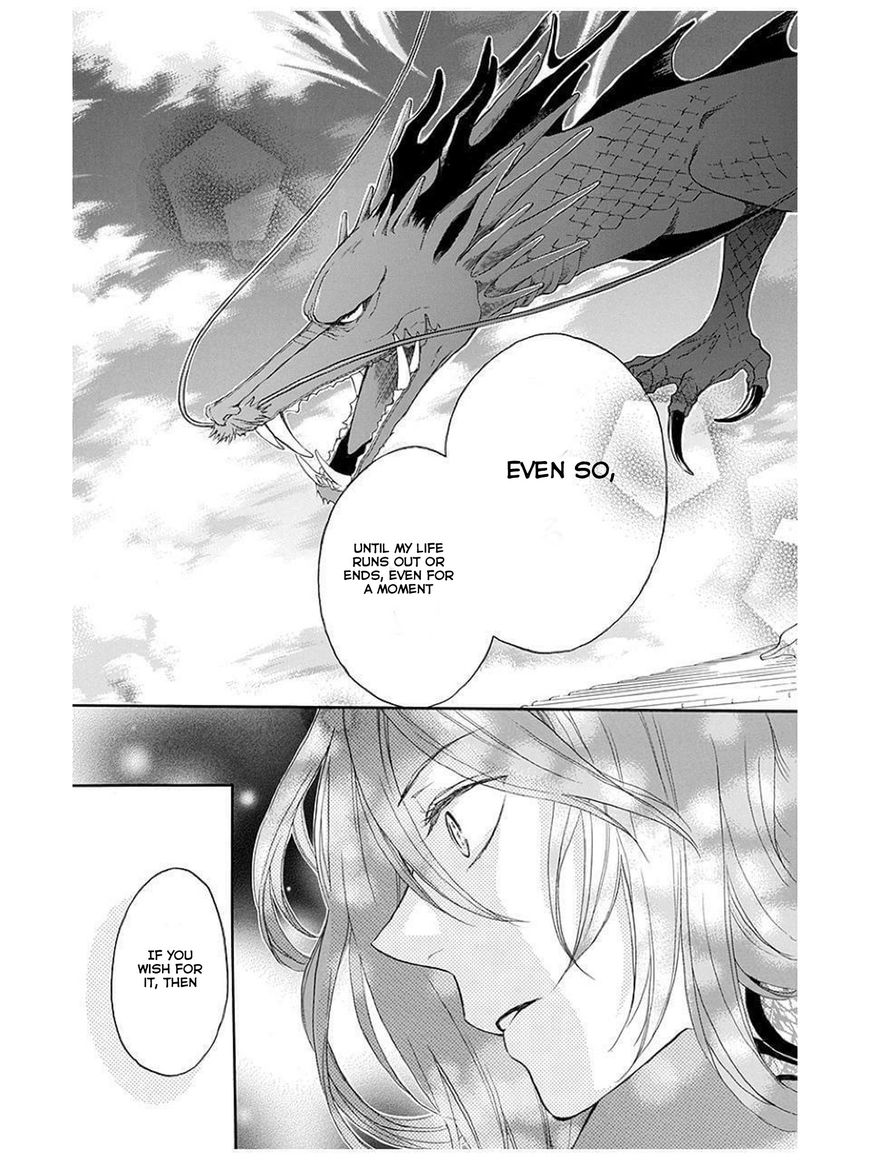 EVEN SO,
UNTIL MY LIFE
RUNS OUT OR
ENDS, EVEN FOR
A MOMENT
IF YOU
WISH FOR
IT, THEN